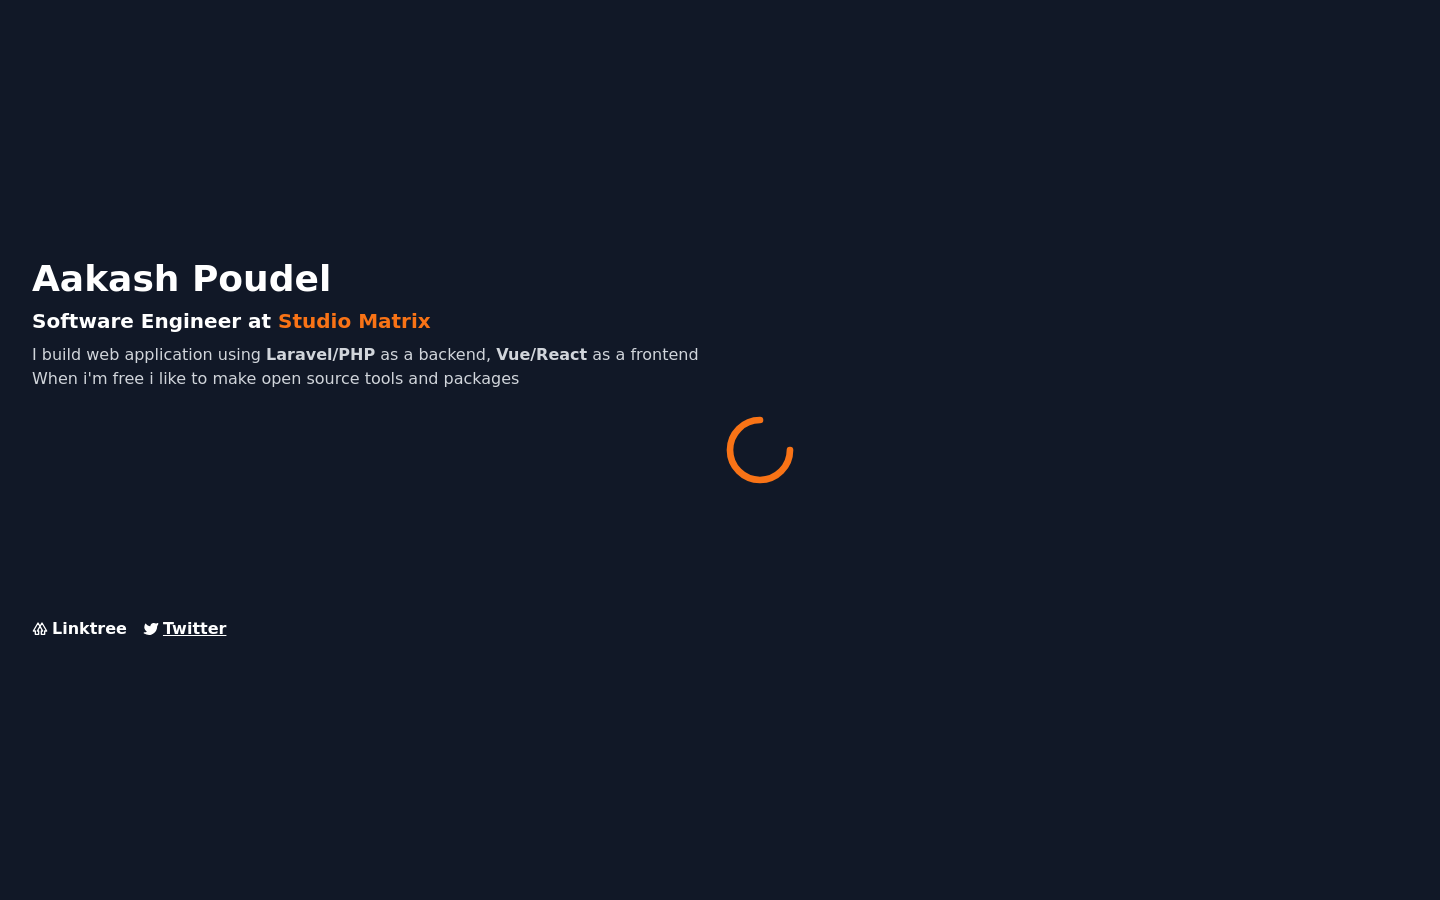 Aakash Poudel
Software Engineer at Studio Matrix
I build web application using Laravel/PHP as a backend, Vue/React as a frontend
When i'm free i like to make open source tools and packages
Linktree Twitter